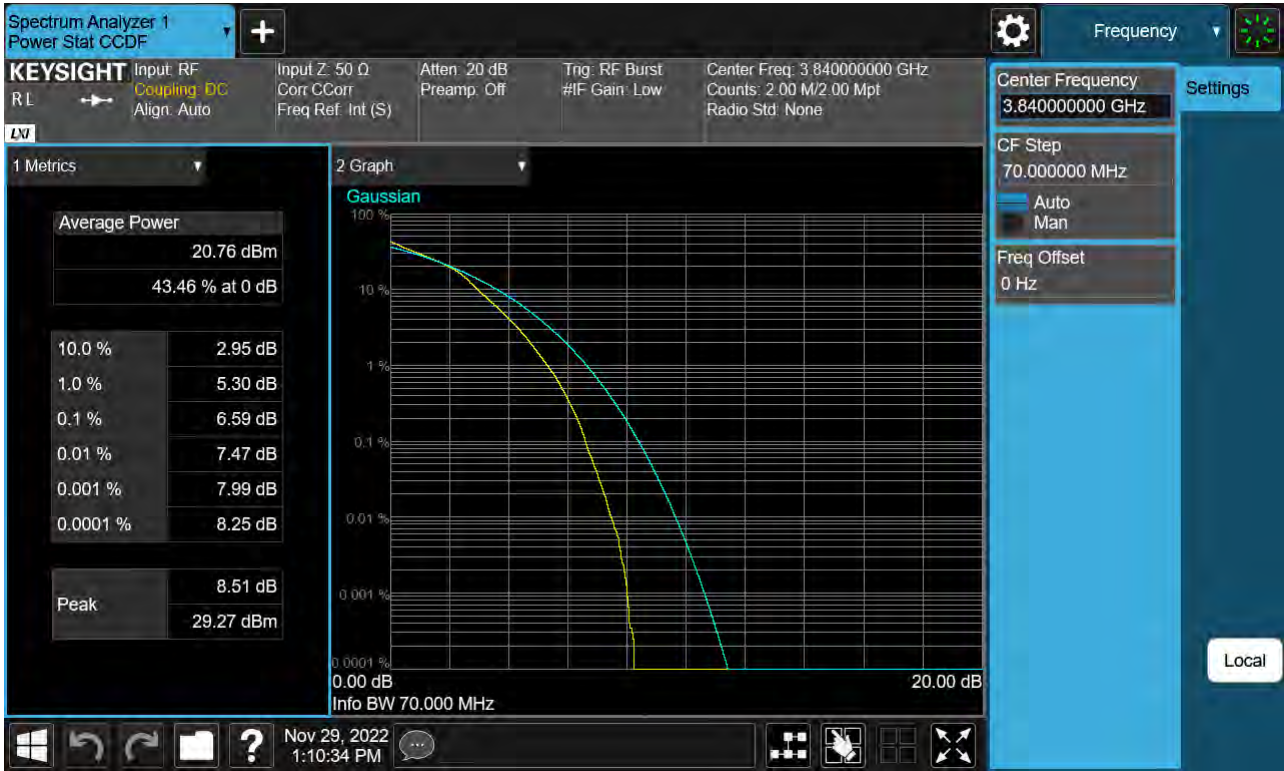 Spectrum Analyzer 1
Power Stat CCDF
Frequency
KEYSIGHT
RL
LXI
Input: RF
Coupling: DC
Align: Auto
Input Z: 50 Ω
Corr CCorr
Freq Ref: Int (S)
Atten: 20 dB
Preamp: Off
Trig: RF Burst
#IF Gain: Low
Center Freq: 3.840000000 GHz
Counts: 2.00 M/2.00 Mpt
Radio Std: None
Center Frequency
3.840000000 GHz
Settings
CF Step
70.000000 MHz
Auto
Man
Freq Offset
0 Hz
Local
1 Metrics
Average Power
20.76 dBm
43.46 % at 0 dB
10.0 % 2.95 dB
1.0 % 5.30 dB
0.1 % 6.59 dB
0.01 % 7.47 dB
0.001 % 7.99 dB
0.0001 % 8.25 dB
Peak
8.51 dB
29.27 dBm
2 Graph
Gaussian
100 %
10 %
1 %
0.1 %
0.01 %
0.001 %
0.0001 %
0.00 dB
20.00 dB
Info BW 70.000 MHz
?
Nov 29, 2022
1:10:34 PM